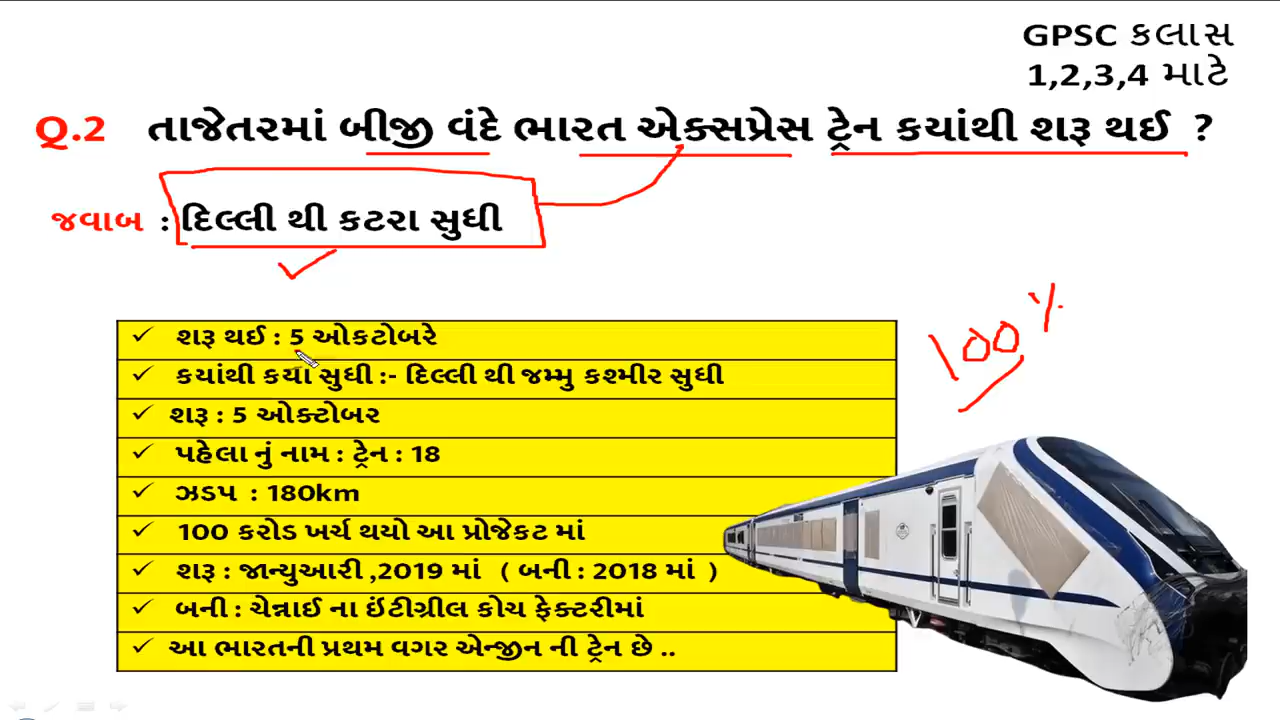 GPSC કલાસ
1,2,3,4 માટે
Q.2 તાજેતરમાં બીજી વંદે ભારત એક્સપ્રેસ ટ્રેન કયાંથી શરૂ થઈ ?
જવાબ : દિલ્લી થી કટરા સુધી
100 %
✓ શરૂ થઈ : 5 ઓકટોબરે
✓ કયાંથી કયાં સુધી :- દિલ્લી થી જમ્મુ કશ્મીર સુધી
✓ શરૂ : 5 ઓક્ટોબર
✓ પહેલા નું નામ : ટ્રેન : 18
✓ ઝડપ : 180km
✓ 100 કરોડ ખર્ચ થયો આ પ્રોજેકટ માં
✓ શરૂ : જાન્યુઆરી ,2019 માં ( બની : 2018 માં )
✓ બની : ચેન્નાઈ ના ઇંટીગ્રીલ કોચ ફેક્ટરીમાં
✓ આ ભારતની પ્રથમ વગર એન્જીન ની ટ્રેન છે ..